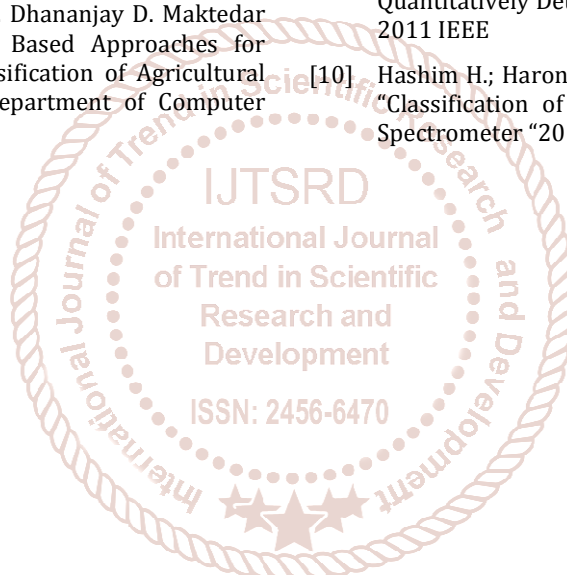 Dhananjay D. Maktedar
Based Approaches for
sification of Agricultural
epartment of Computer
Quantitatively De
2011 IEEE
[10] Hashim H.; Haron
“Classification of
Spectrometer “20
International Journal of Trend in Scientific Research and Development
IJTSRD
International Journal
of Trend in Scientific
Research and
Development
ISSN: 2456-6470